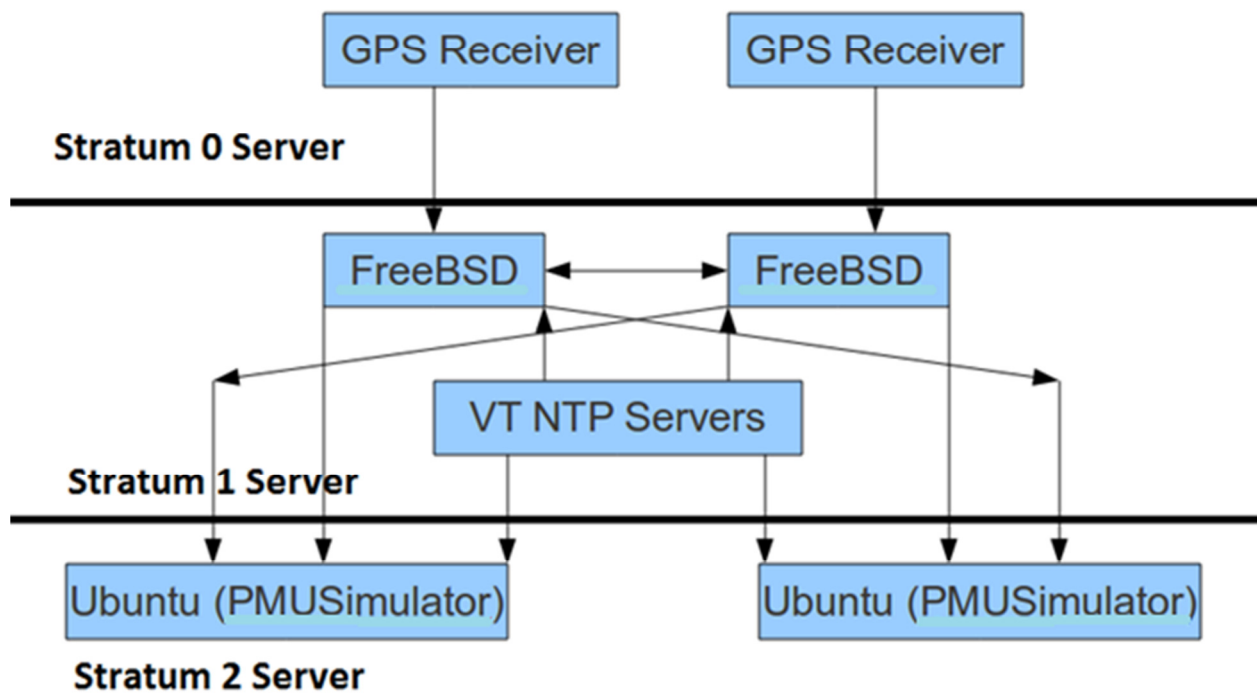 GPS Receiver
GPS Receiver
Stratum 0 Server
FreeBSD
FreeBSD
VT NTP Servers
Stratum 1 Server
Ubuntu (PMUSimulator)
Ubuntu (PMUSimulator)
Stratum 2 Server